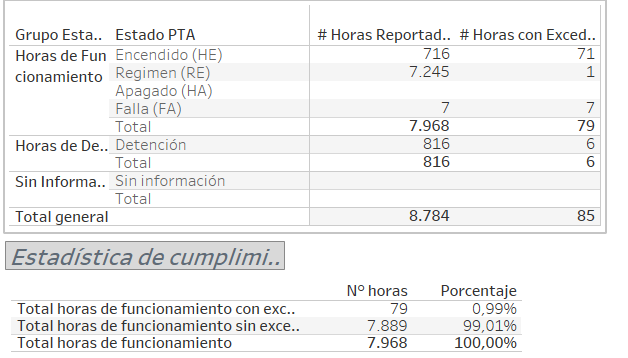 Grupo Esta.. Estado PTA # Horas Reportad.. # Horas con Exced..
Horas de Fun Encendido (HE) 716 71
cionamiento Regimen (RE) 7.245 1
Apagado (HA)
Falla (FA) 7 7
Total 7.968 79
Horas de De.. Detención 816 6
Total 816 6
Sin Informa.. Sin información
Total
Total general 8.784 85
Estadística de cumplimi..
N° horas Porcentaje
Total horas de funcionamiento con exc.. 79 0,99%
Total horas de funcionamiento sin exce.. 7.889 99,01%
Total horas de funcionamiento 7.968 100,00%